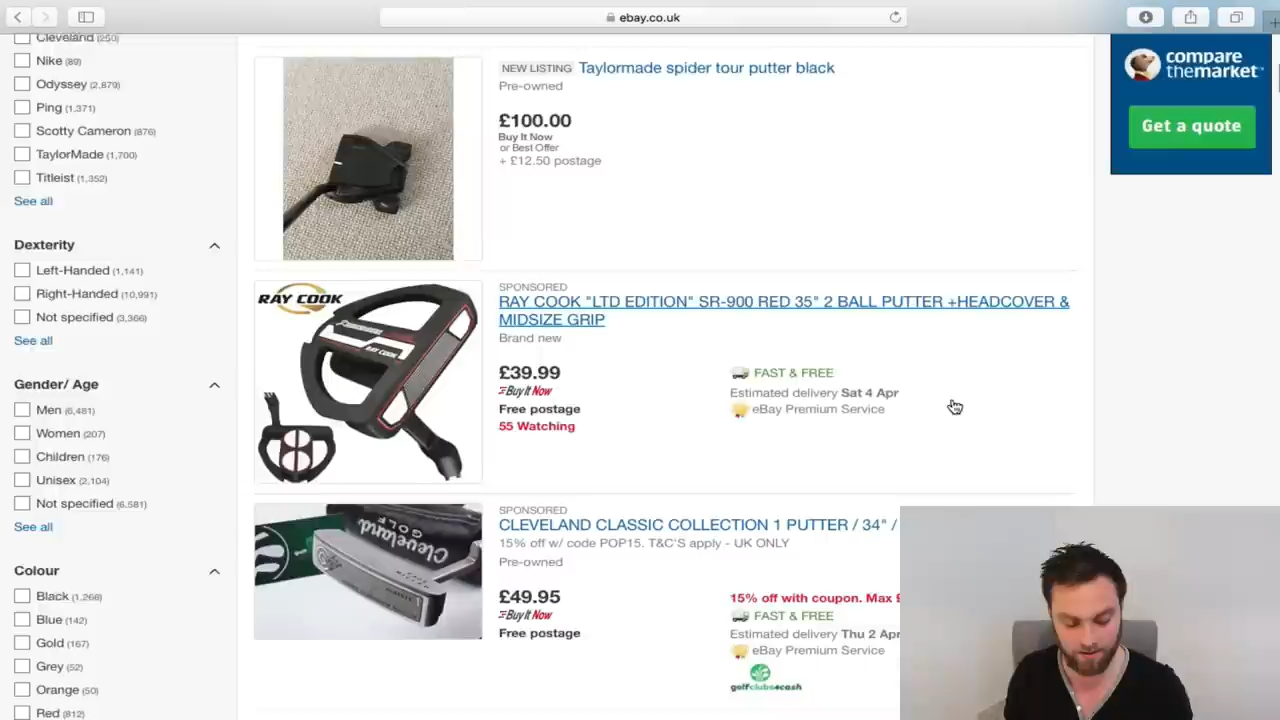 ebay.co.uk
Cleveland (250)
Nike (89)
Odyssey (2,879)
Ping (1,371)
Scotty Cameron (876)
TaylorMade (1,700)
Titleist (1,352)
See all
Dexterity
Left-Handed (1,141)
Right-Handed (10,991)
Not specified (3,366)
See all
Gender/ Age
Men (6,481)
Women (207)
Children (176)
Unisex (2,104)
Not specified (6,581)
See all
Colour
Black (1,268)
Blue (142)
Gold (167)
Grey (52)
Orange (50)
Red (812)
NEW LISTING Taylormade spider tour putter black
Pre-owned
£100.00
Buy It Now
or Best Offer
+ £12.50 postage
RAY COOK
RAY COOK
SPONSORED
RAY COOK "LTD EDITION" SR-900 RED 35" 2 BALL PUTTER +HEADCOVER &
MIDSIZE GRIP
Brand new
£39.99
Buy It Now
Free postage
55 Watching
FAST & FREE
Estimated delivery Sat 4 Apr
eBay Premium Service
Cleveland
GOLF
SPONSORED
CLEVELAND CLASSIC COLLECTION 1 PUTTER / 34" /
15% off w/ code POP15. T&C'S apply - UK ONLY
Pre-owned
£49.95
Buy It Now
Free postage
15% off with coupon. Max
FAST & FREE
Estimated delivery Thu 2 Apr
eBay Premium Service
golfclubs4cash
compare
themarket
Get a quote